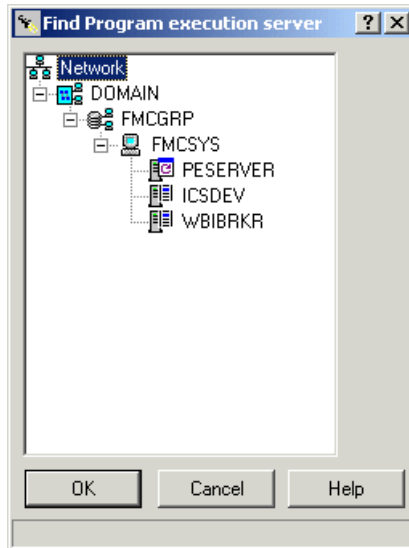 Find Program execution server
Network
DOMAIN
FMCGRP
FMCSYS
PESERVER
ICSDEV
WBIBRKR
OK Cancel Help